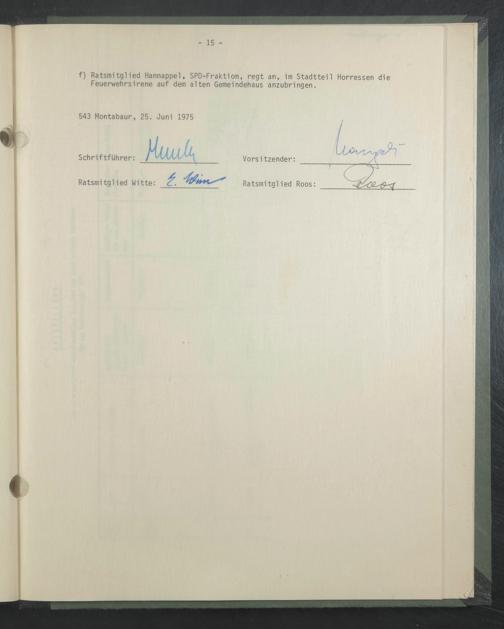 - 15 -
f) Ratsmitglied Hannappel, SPD-Fraktion, regt an, im Stadtteil Horressen die
Feuerwehrsirene auf dem alten Gemeindehaus anzubringen.
543 Montabaur, 25. Juni 1975
Schriftführer: Vorsitzender:
Ratsmitglied Witte: Ratsmitglied Roos: Roos